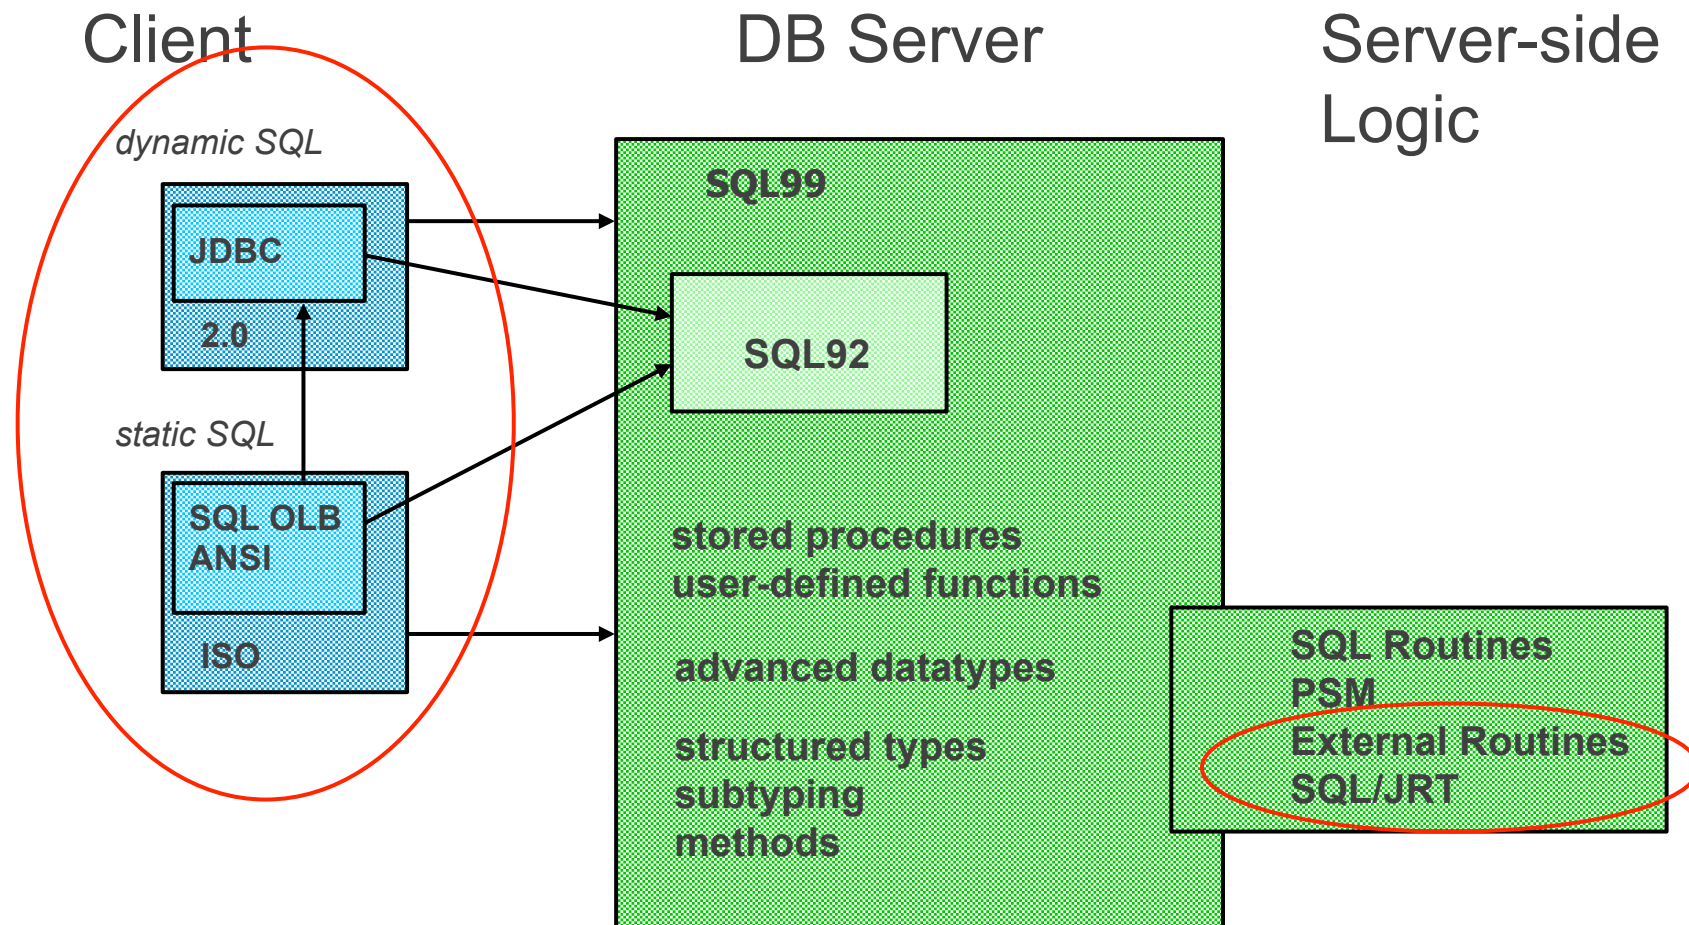 Client
DB Server
Server-side
Logic
dynamic SQL
JDBC
2.0
static SQL
SQL OLB
ANSI
ISO
SQL99
SQL92
stored procedures
user-defined functions
advanced datatypes
structured types
subtyping
methods
SQL Routines
PSM
External Routines
SQL/JRT